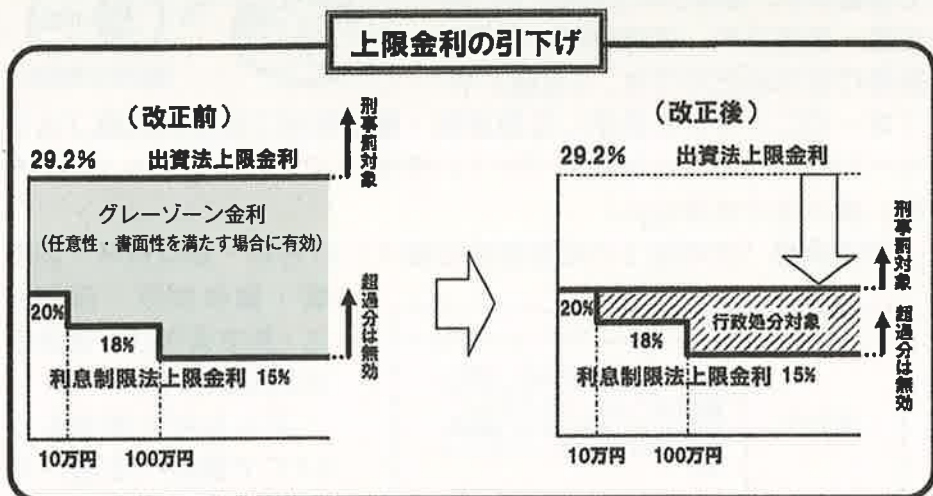 上限金利の引下げ
（改正前）
29.2%　出資法上限金利
刑事罰対象
グレーゾーン金利
（任意性・書面性を満たす場合に有効）
20%
18%
利息制限法上限金利 15%
超過分は無効
10万円　100万円
（改正後）
29.2%　出資法上限金利
刑事罰対象
20%
行政処分対象
18%
利息制限法上限金利 15%
超過分は無効
10万円　100万円